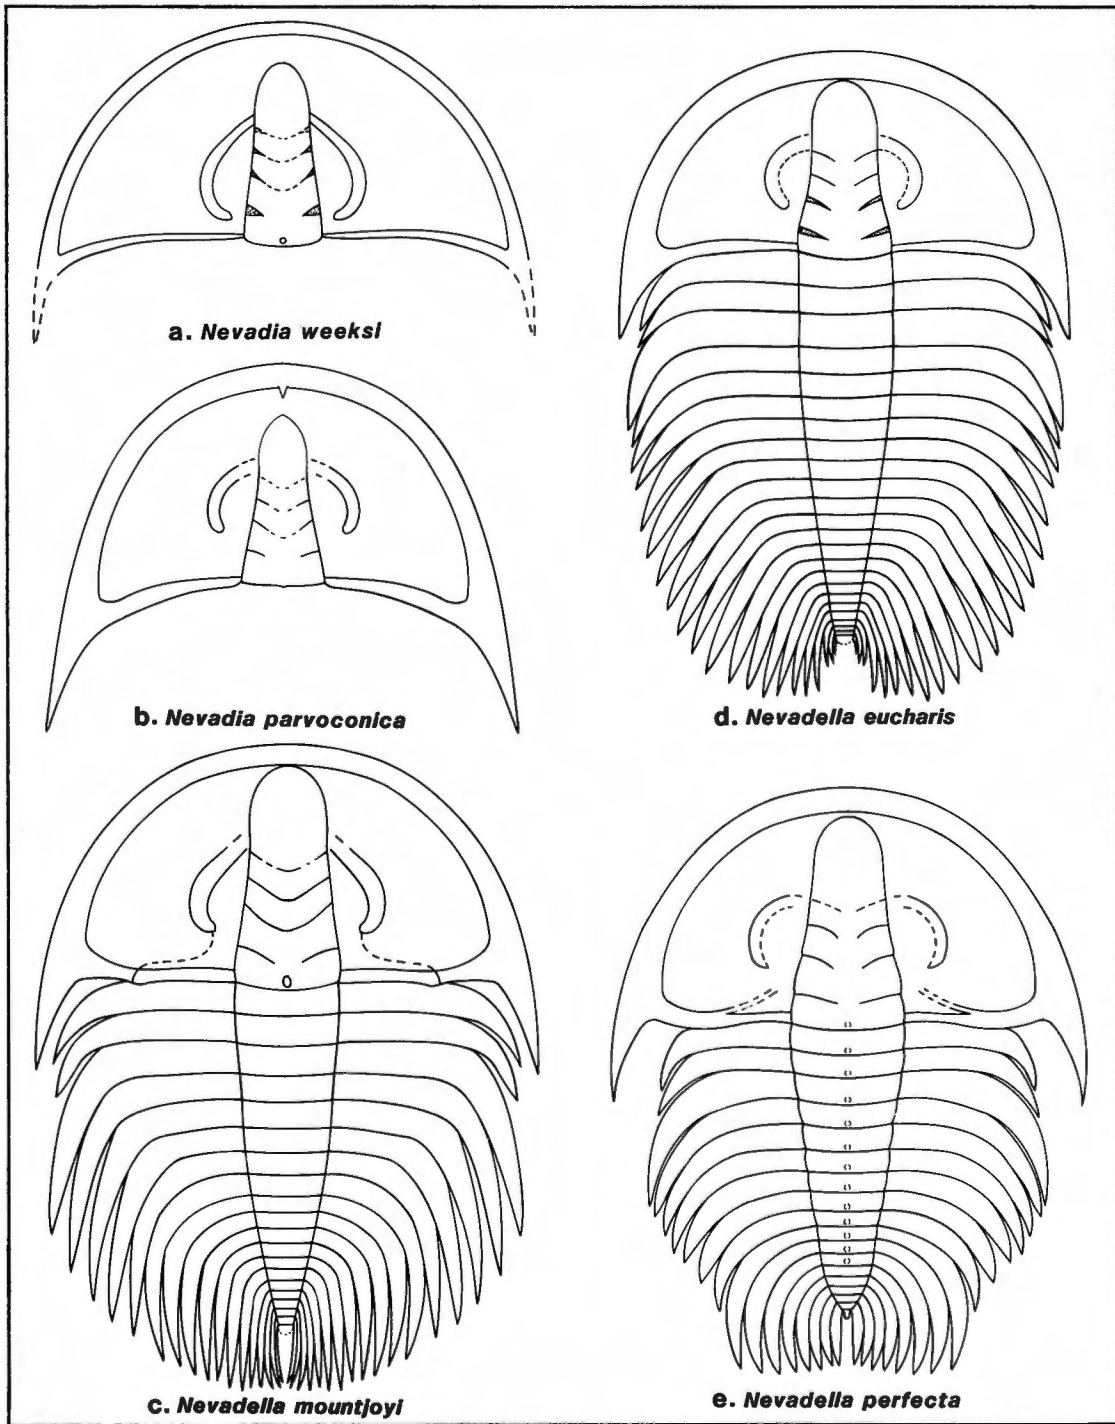 a. Nevadia weeksi
b. Nevadia parvoconica
c. Nevadella mountjoyi
d. Nevadella eucharis
e. Nevadella perfecta